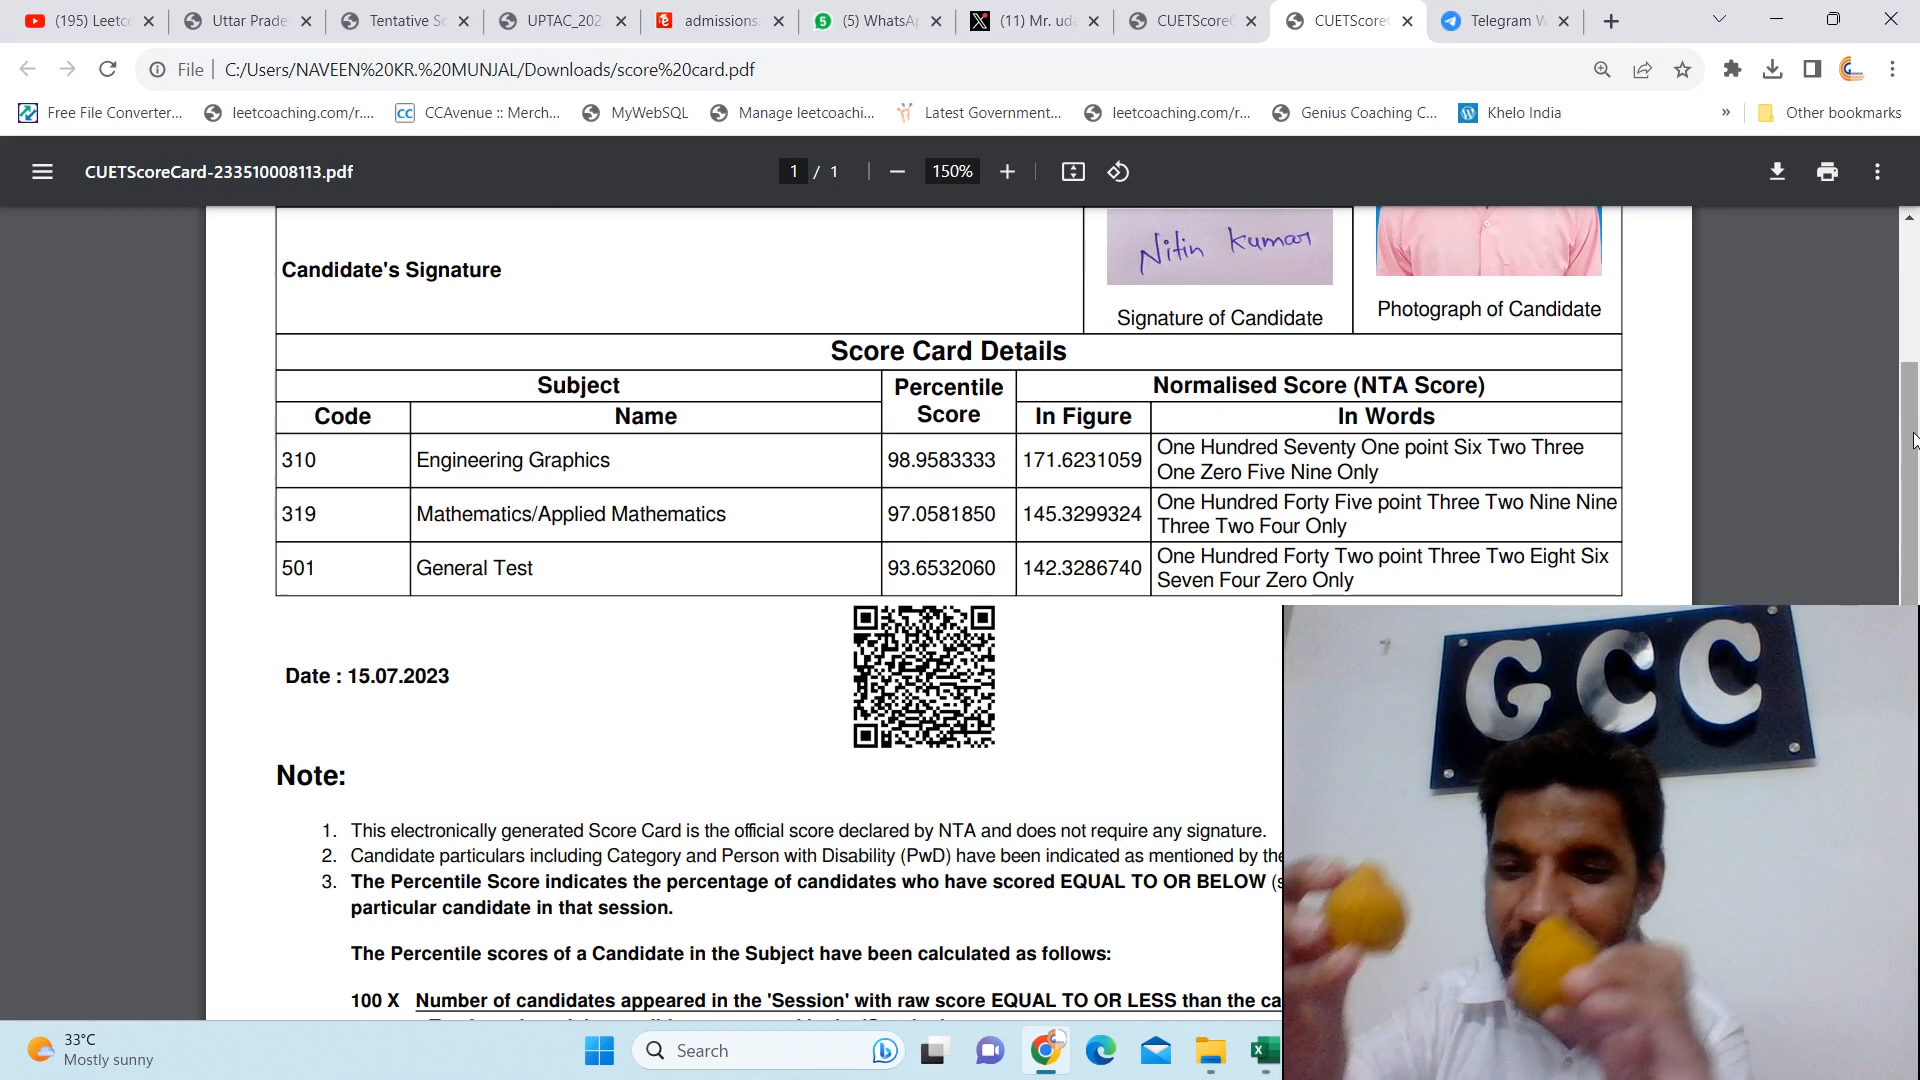 (195) Leetc
Uttar Prade
Tentative Sc
UPTAC_202
admissions.
(5) WhatsA
(11) Mr. uda
CUETScoreC
CUETScoreC
Telegram W
File
C:/Users/NAVEEN%20KR.%20MUNJAL/Downloads/score%20card.pdf
Free File Converter...
leetcoaching.com/r....
CCAvenue :: Merch...
MyWebSQL
Manage leetcoachi...
Latest Government...
leetcoaching.com/r...
Genius Coaching C...
Khelo India
»
Other bookmarks
CUETScoreCard-233510008113.pdf
1 / 1
150%
Candidate's Signature
Nitin Kumar
Signature of Candidate
Photograph of Candidate
Score Card Details
Subject
Percentile Score
Normalised Score (NTA Score)
Code
Name
In Figure
In Words
310
Engineering Graphics
98.9583333
171.6231059
One Hundred Seventy One point Six Two Three
One Zero Five Nine Only
319
Mathematics/Applied Mathematics
97.0581850
145.3299324
One Hundred Forty Five point Three Two Nine Nine
Three Two Four Only
501
General Test
93.6532060
142.3286740
One Hundred Forty Two point Three Two Eight Six
Seven Four Zero Only
Date : 15.07.2023
GCC
Note:
1. This electronically generated Score Card is the official score declared by NTA and does not require any signature.
2. Candidate particulars including Category and Person with Disability (PwD) have been indicated as mentioned by the
3. The Percentile Score indicates the percentage of candidates who have scored EQUAL TO OR BELOW (s
particular candidate in that session.
The Percentile scores of a Candidate in the Subject have been calculated as follows:
100 X Number of candidates appeared in the 'Session' with raw score EQUAL TO OR LESS than the ca
33°C
Mostly sunny
Search